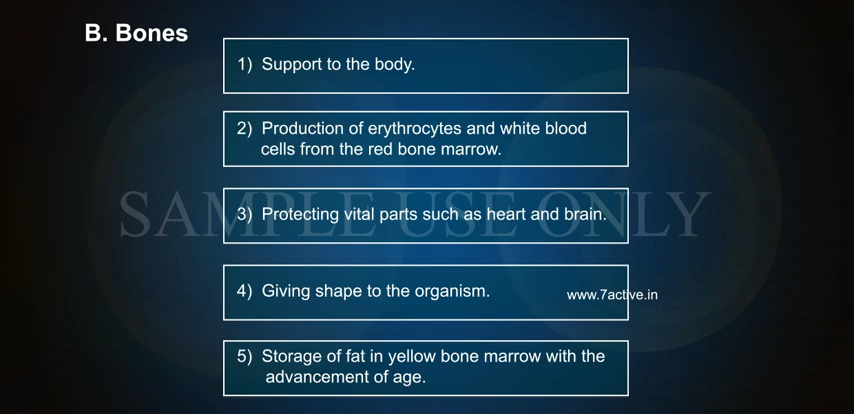 B. Bones
1) Support to the body.
2) Production of erythrocytes and white blood
cells from the red bone marrow.
SAMPLE USE ONLY
3) Protecting vital parts such as heart and brain.
4) Giving shape to the organism.
www.7active.in
5) Storage of fat in yellow bone marrow with the
advancement of age.